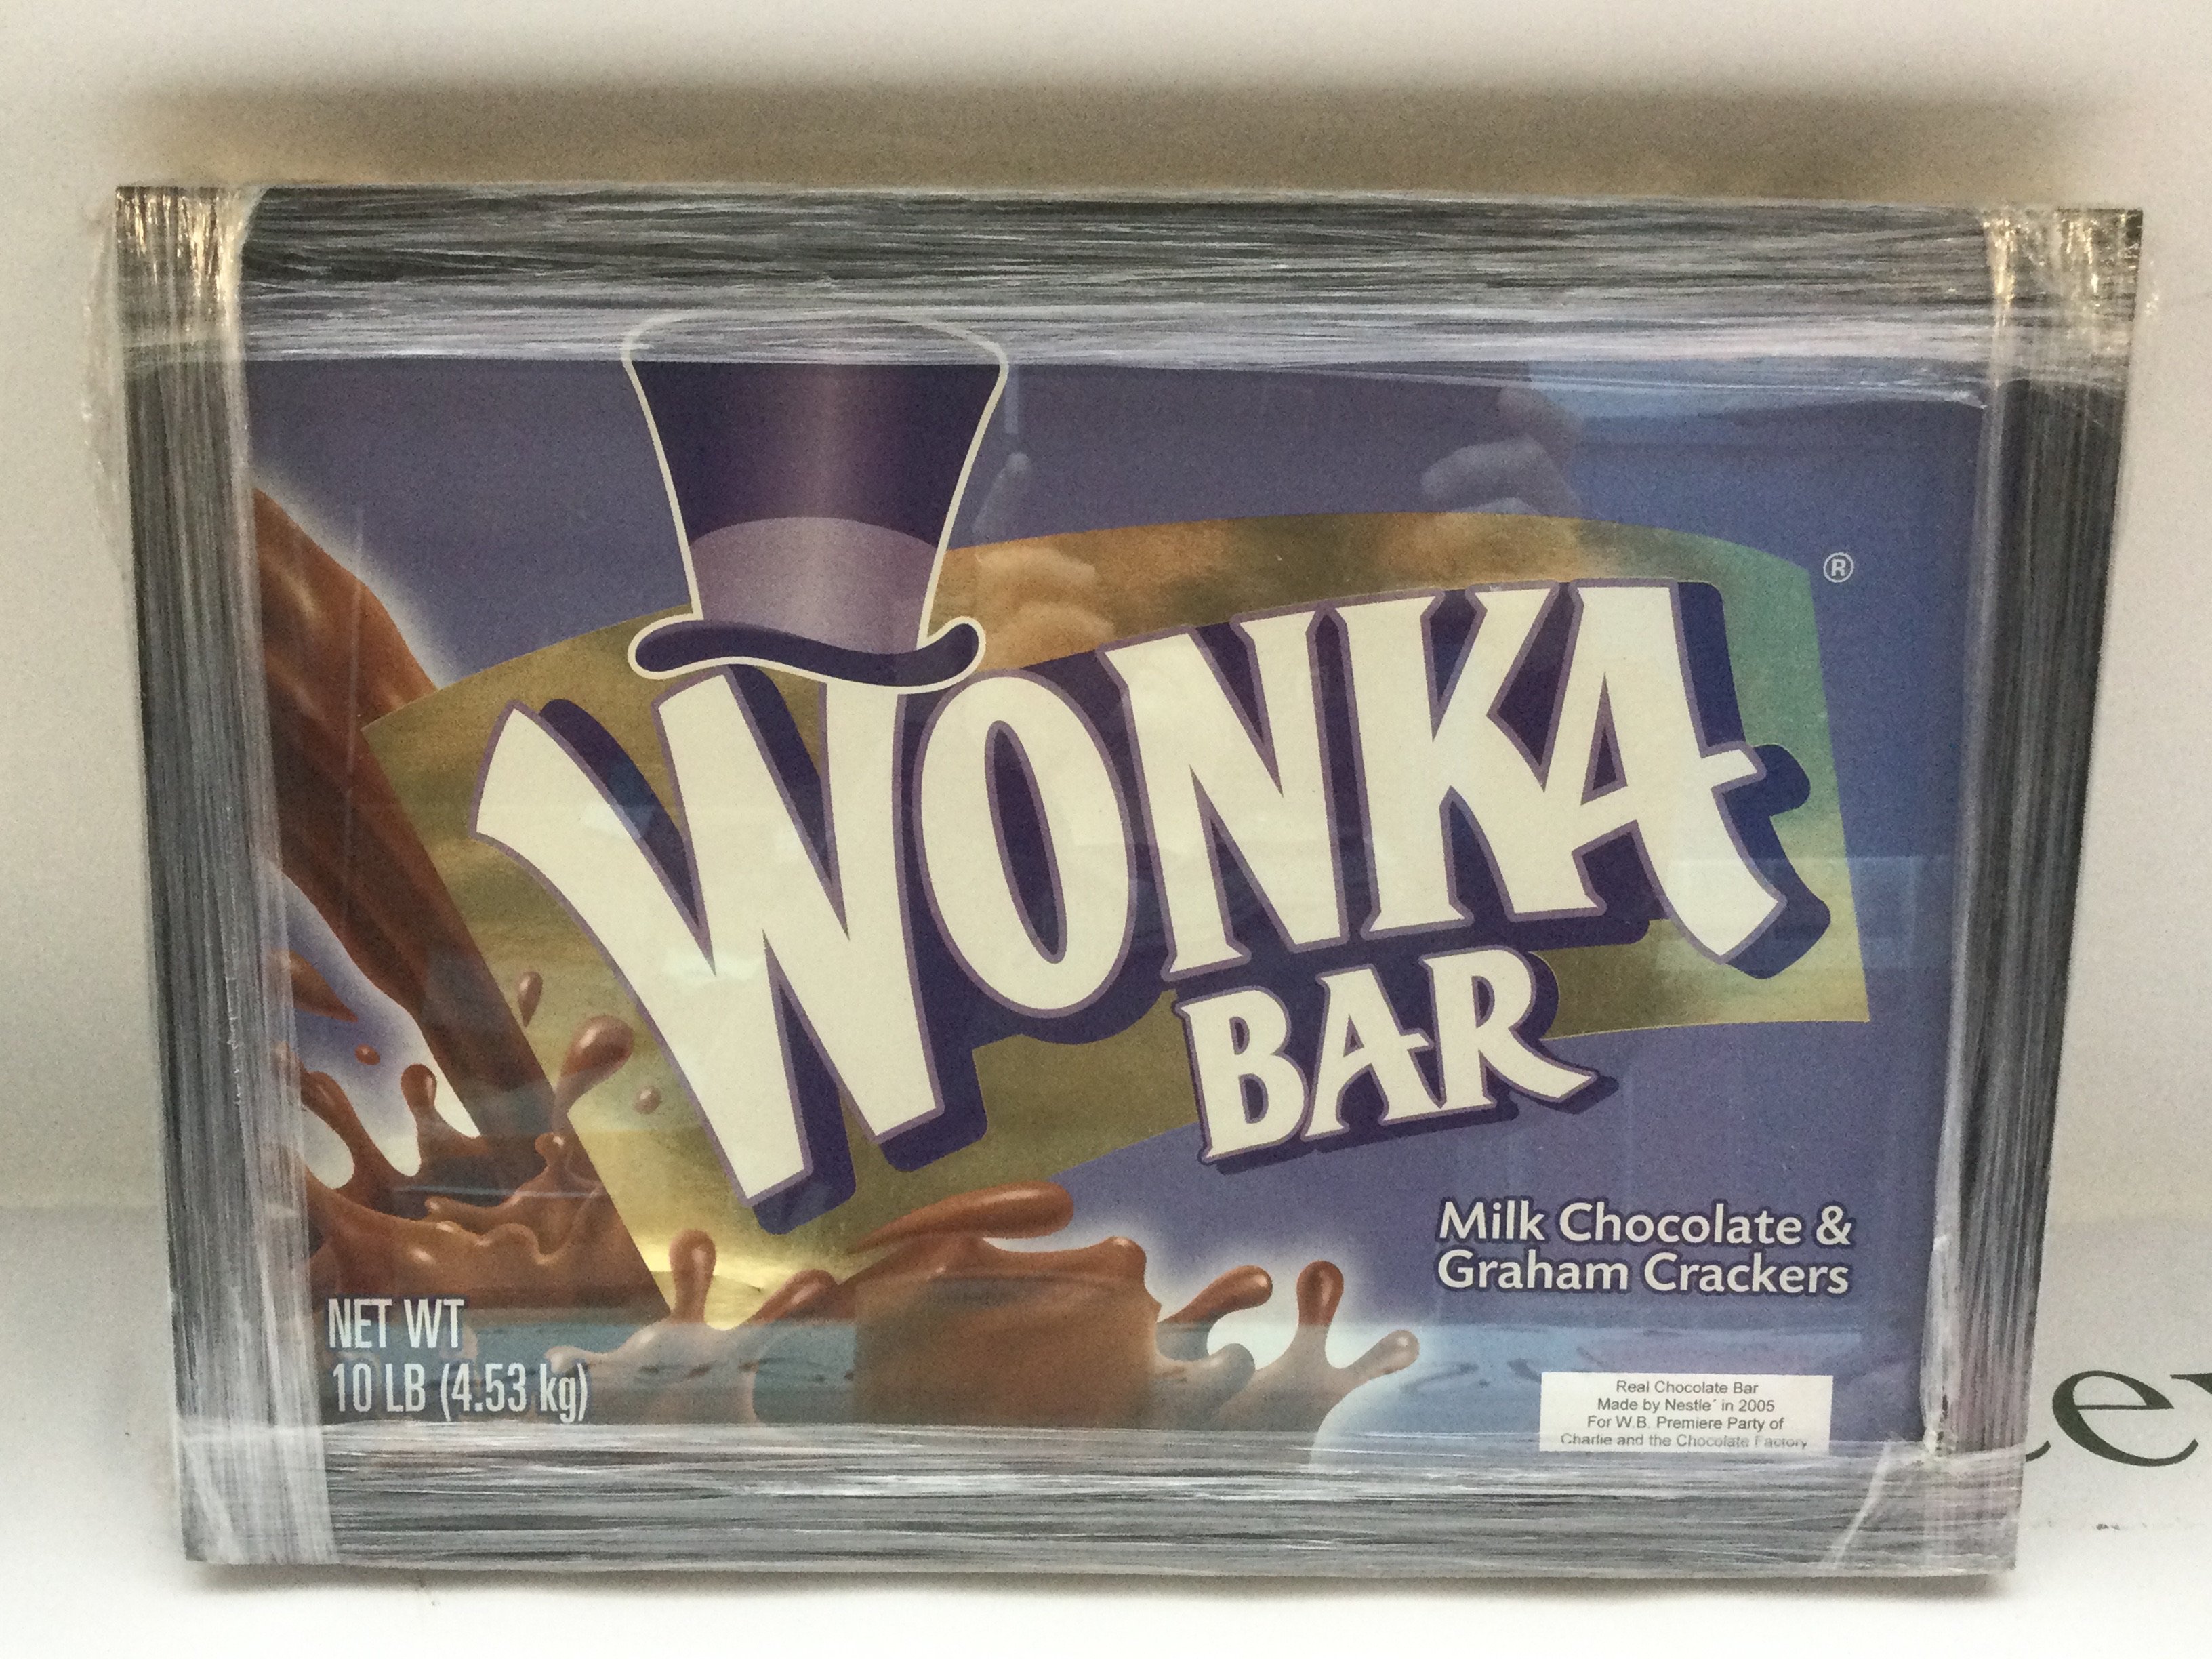 WONKA
®
BAR
Milk Chocolate &
Graham Crackers
NET WT
10 LB (4.53 kg)
Real Chocolate Bar
Made by Nestle´ in 2005
For W.B. Premiere Party of
Charlie and the Chocolate Factory